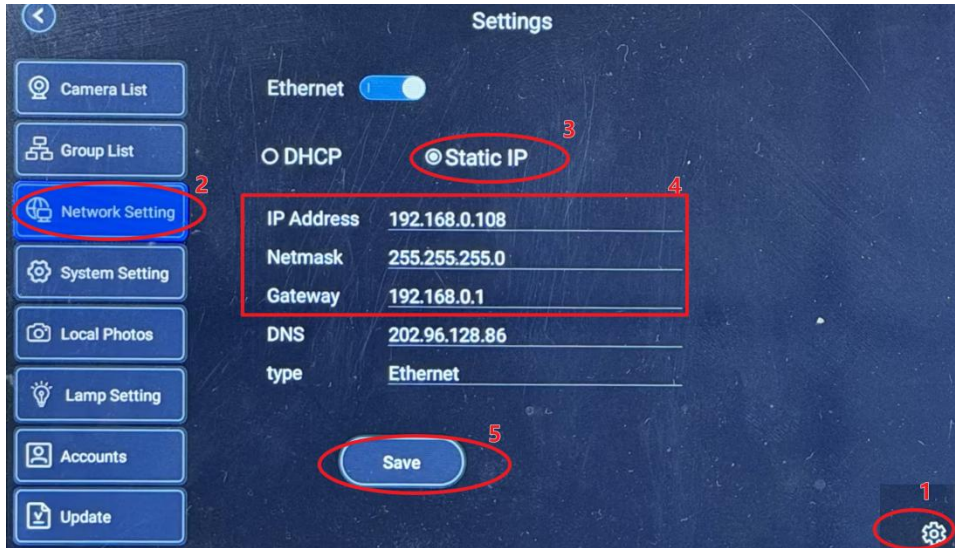 Settings
Camera List
Ethernet
3
Group List
DHCP
Static IP
2
4
Network Setting
IP Address 192.168.0.108
Netmask 255.255.255.0
System Setting
Gateway 192.168.0.1
Local Photos
DNS 202.96.128.86
type Ethernet
Lamp Setting
5
Accounts
Save
1
Update